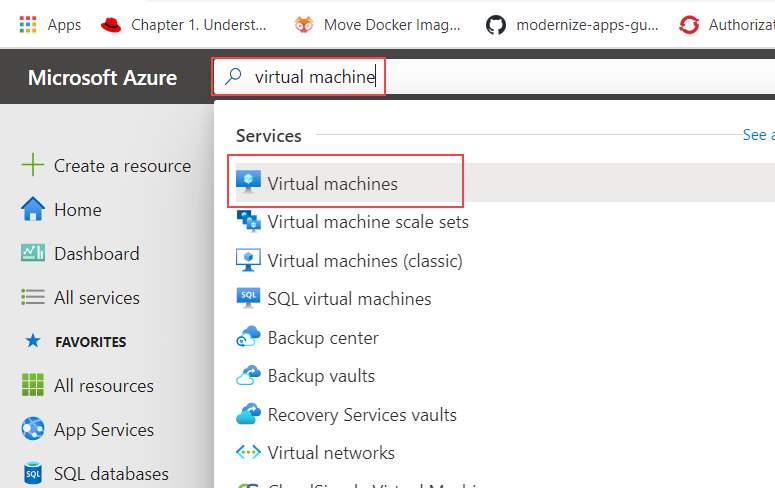 Apps
Chapter 1. Underst...
Move Docker Imag...
modernize-apps-gu...
Authorizat
Microsoft Azure
virtual machine
Services
See a
Create a resource
Home
Dashboard
All services
FAVORITES
All resources
App Services
SQL databases
Virtual machines
Virtual machine scale sets
Virtual machines (classic)
SQL
SQL virtual machines
Backup center
Backup vaults
Recovery Services vaults
Virtual networks